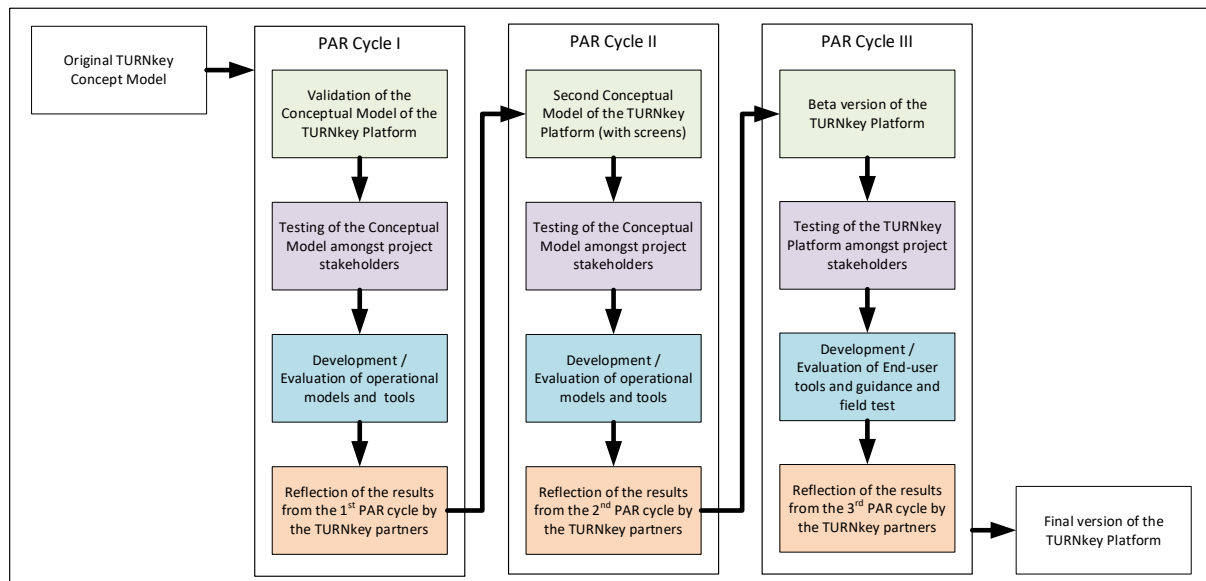 Original TURNkey
Concept Model
PAR Cycle I
Validation of the
Conceptual Model of the
TURNkey Platform
Testing of the Conceptual
Model amongst project
stakeholders
Development /
Evaluation of operational
models and tools
Reflection of the results
from the 1st PAR cycle by
the TURNkey partners
PAR Cycle II
Second Conceptual
Model of the TURNkey
Platform (with screens)
Testing of the Conceptual
Model amongst project
stakeholders
Development /
Evaluation of operational
models and tools
Reflection of the results
from the 2nd PAR cycle by
the TURNkey partners
PAR Cycle III
Beta version of the
TURNkey Platform
Testing of the TURNkey
Platform amongst project
stakeholders
Development /
Evaluation of End-user
tools and guidance and
field test
Reflection of the results
from the 3rd PAR cycle by
the TURNkey partners
Final version of the
TURNkey Platform